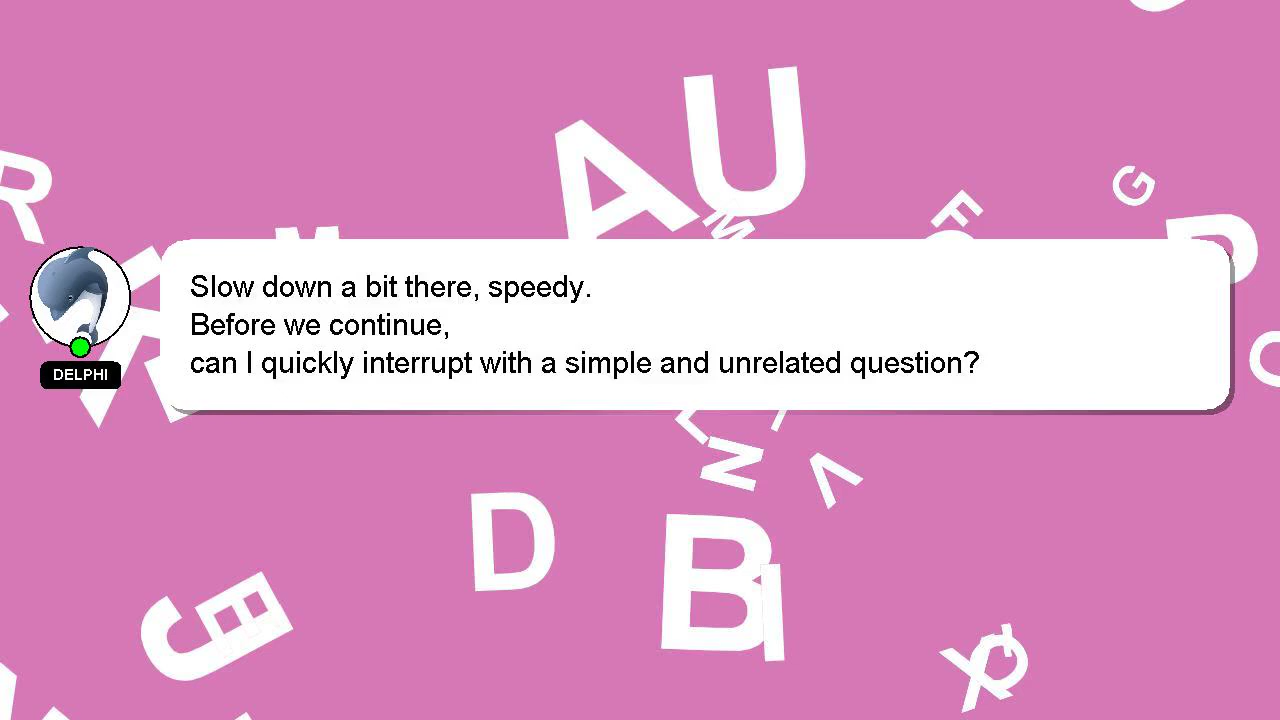 Slow down a bit there, speedy.
Before we continue,
can I quickly interrupt with a simple and unrelated question?
DELPHI
A
U
R
M
M
F
G
D
L
N
V
D
B
I
J
E
X
Q